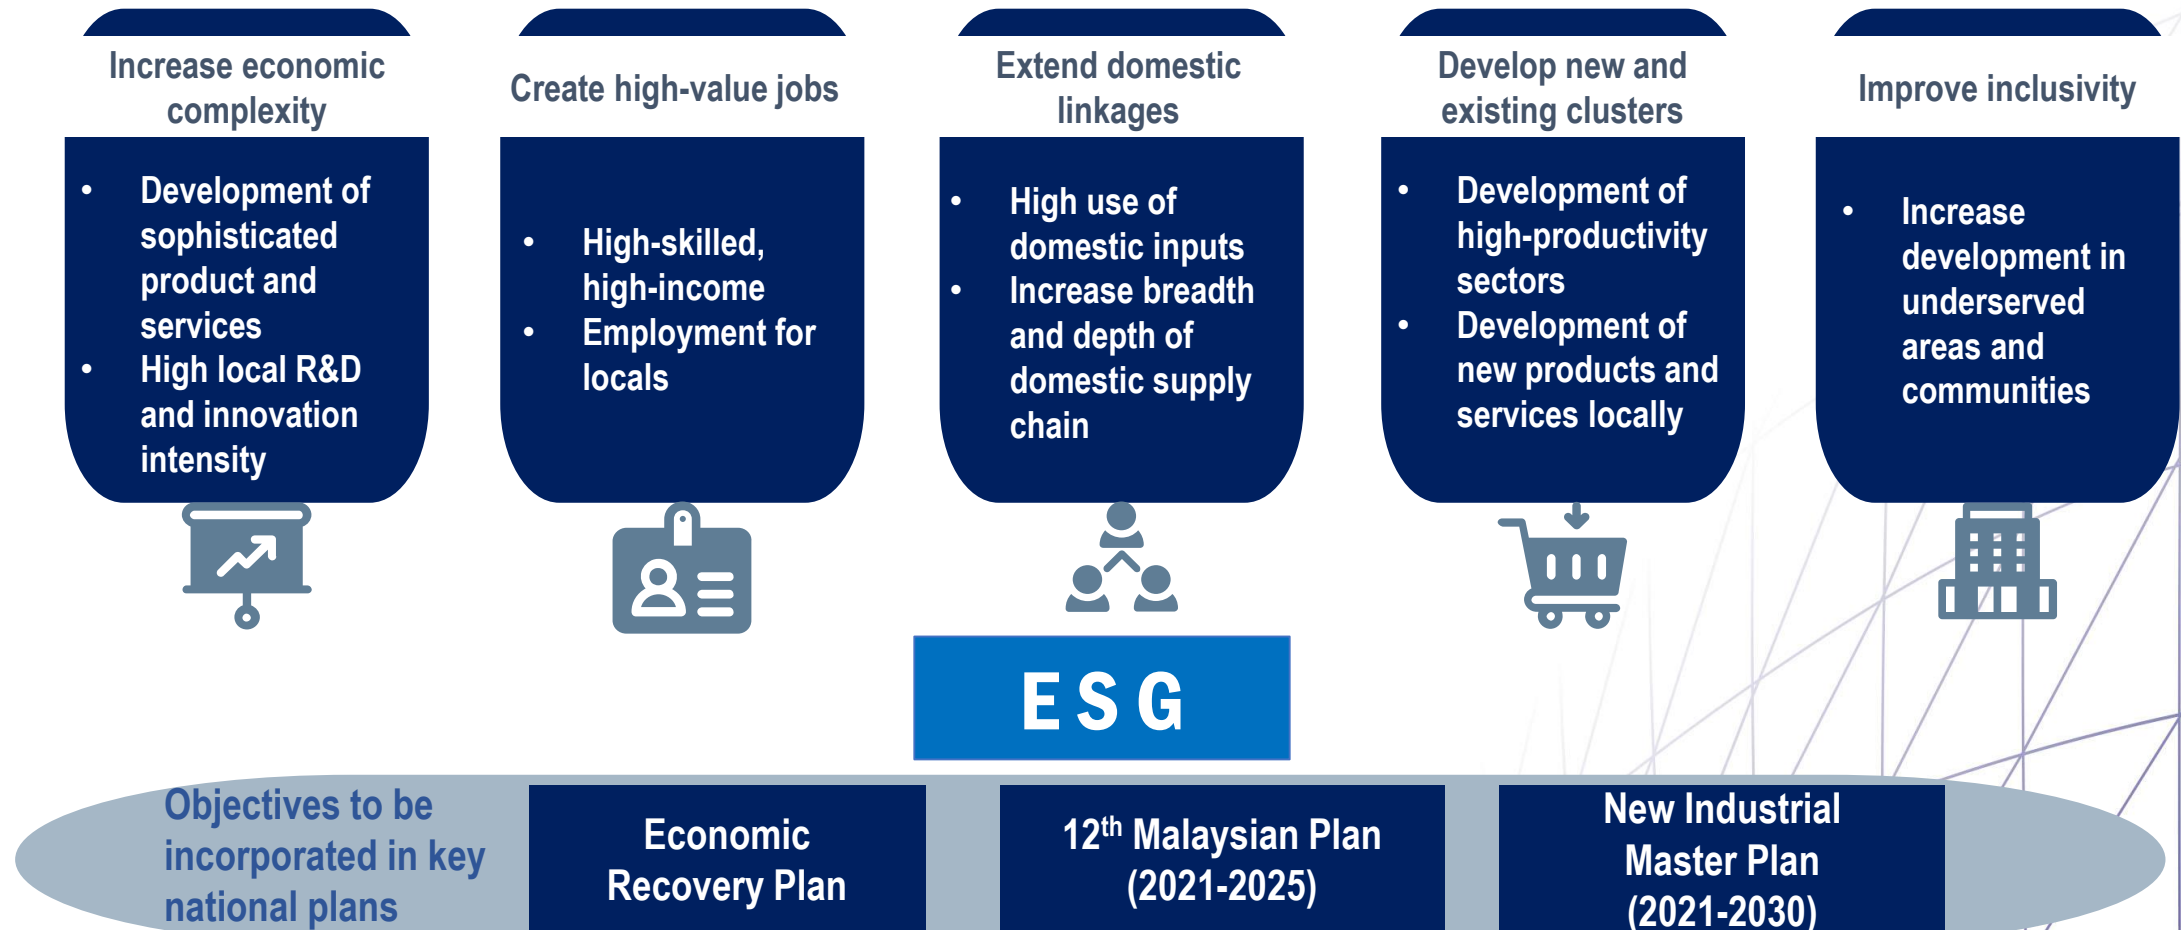 Increase economic
complexity
• Development of
sophisticated
product and
services
• High local R&D
and innovation
intensity
Create high-value jobs
• High-skilled,
high-income
• Employment for
locals
Extend domestic
linkages
• High use of
domestic inputs
• Increase breadth
and depth of
domestic supply
chain
Develop new and
existing clusters
• Development of
high-productivity
sectors
• Development of
new products and
services locally
Improve inclusivity
• Increase
development in
underserved
areas and
communities
ESG
Objectives to be
incorporated in key
national plans
Economic
Recovery Plan
12th Malaysian Plan
(2021-2025)
New Industrial
Master Plan
(2021-2030)